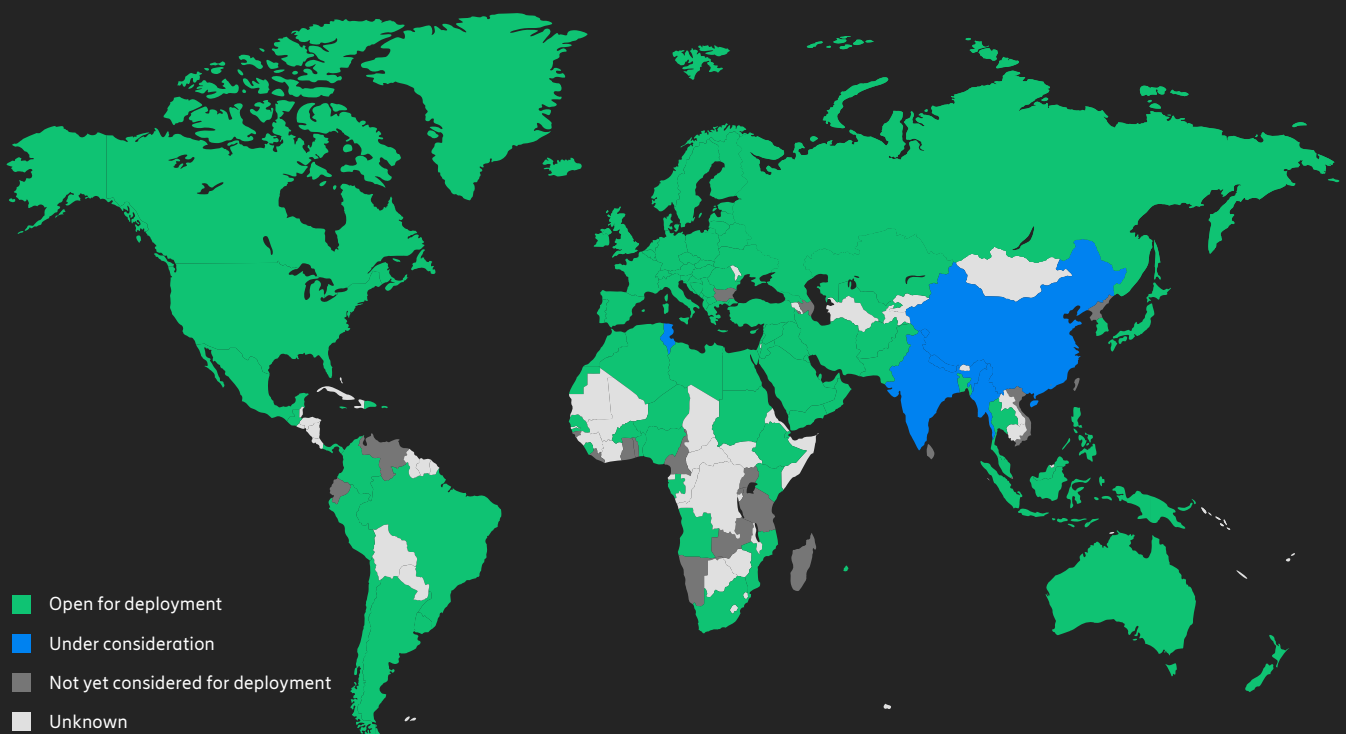 Open for deployment
Under consideration
Not yet considered for deployment
Unknown